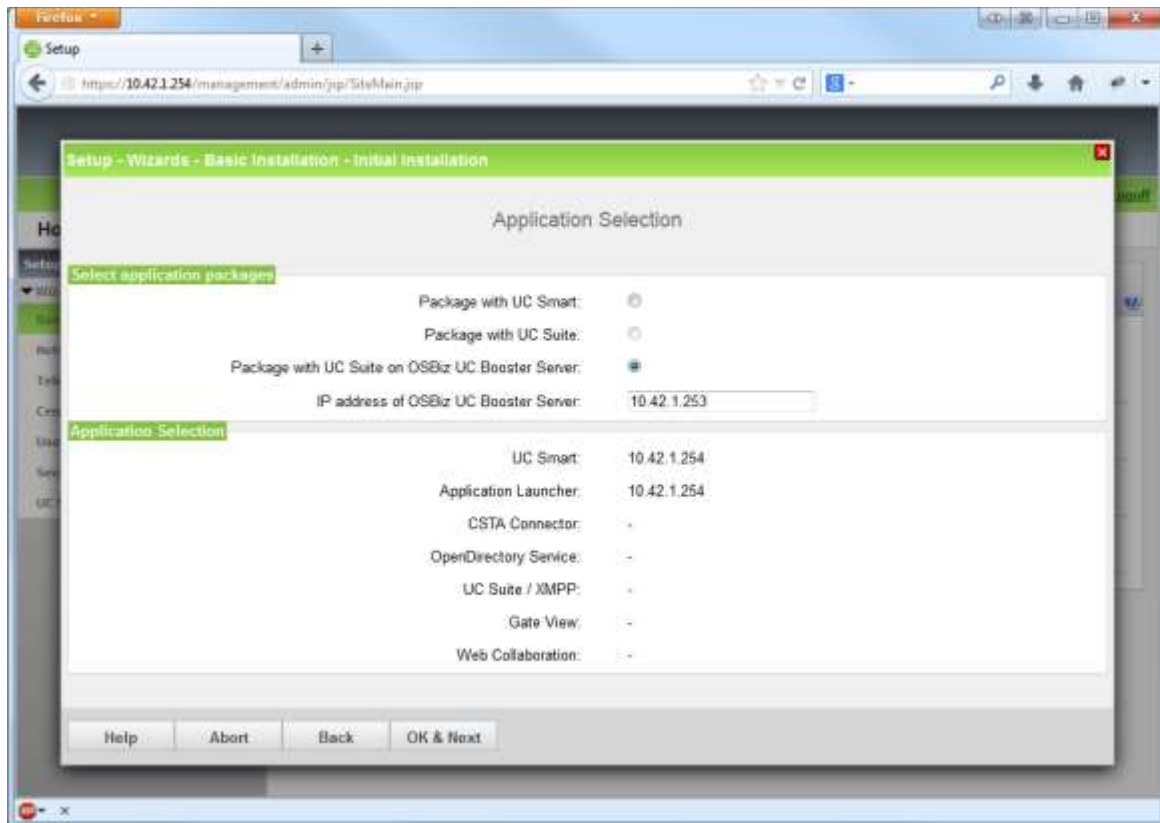 Firefox
Setup
https://10.42.1.254/management/admin/jsp/SiteMain.jsp
Setup - Wizards - Basic Installation - Initial Installation
Application Selection
Select application packages
Package with UC Smart:
Package with UC Suite:
Package with UC Suite on OSBiz UC Booster Server:
IP address of OSBiz UC Booster Server: 10.42.1.253
Application Selection
UC Smart: 10.42.1.254
Application Launcher: 10.42.1.254
CSTA Connector: -
OpenDirectory Service: -
UC Suite / XMPP: -
Gate View: -
Web Collaboration: -
Help Abort Back OK & Next